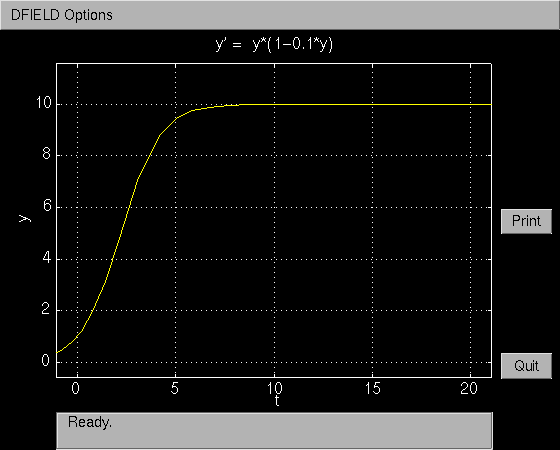 DFIELD Options
y' = y*(1−0.1*y)
10
8
6
4
2
0
y
0 5 10 15 20
t
Print
Quit
Ready.